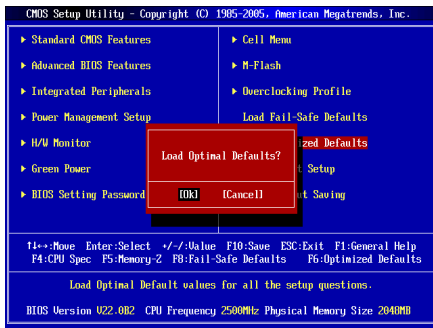 CMOS Setup Utility - Copyright (C) 1985-2005, American Megatrends, Inc.
▶ Standard CMOS Features
▶ Cell Menu
▶ Advanced BIOS Features
▶ M-Flash
▶ Integrated Peripherals
▶ Overclocking Profile
▶ Power Management Setup
Load Fail-Safe Defaults
▶ H/W Monitor
ized Defaults
▶ Green Power
Setup
▶ BIOS Setting Password
t Saving
Load Optimal Defaults?
[Ok] [Cancel]
↑↓←→:Move Enter:Select +/-/:Value F10:Save ESC:Exit F1:General Help
F4:CPU Spec F5:Memory-Z F8:Fail-Safe Defaults F6:Optimized Defaults
Load Optimal Default values for all the setup questions.
BIOS Version V22.0B2 CPU Frequency 2500MHz Physical Memory Size 2048MB